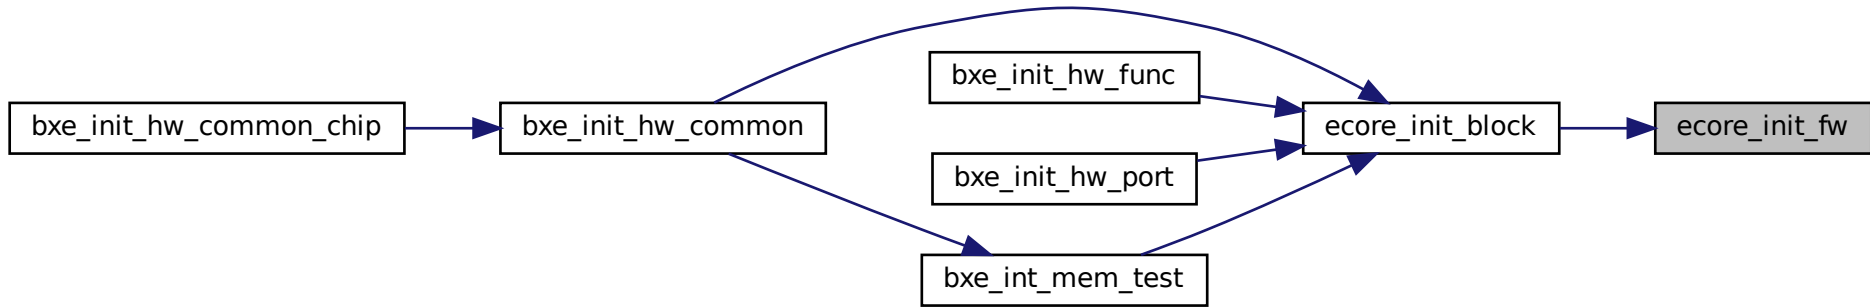 bxe_init_hw_func
bxe_init_hw_common_chip
bxe_init_hw_common
ecore_init_block
ecore_init_fw
bxe_init_hw_port
bxe_int_mem_test